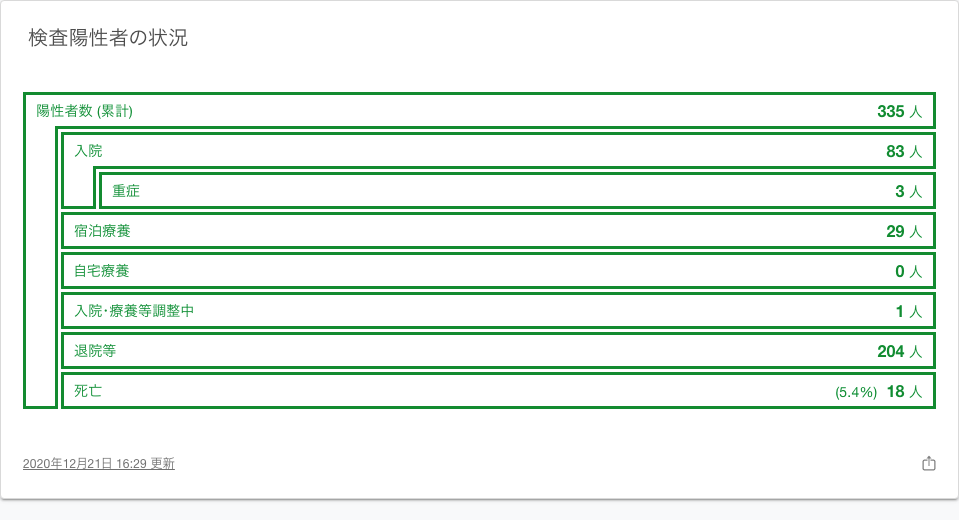 検査陽性者の状況
陽性者数 (累計) 335 人
入院 83 人
重症 3 人
宿泊療養 29 人
自宅療養 0 人
入院･療養等調整中 1 人
退院等 204 人
死亡 (5.4%) 18 人
2020年12月21日 16:29 更新